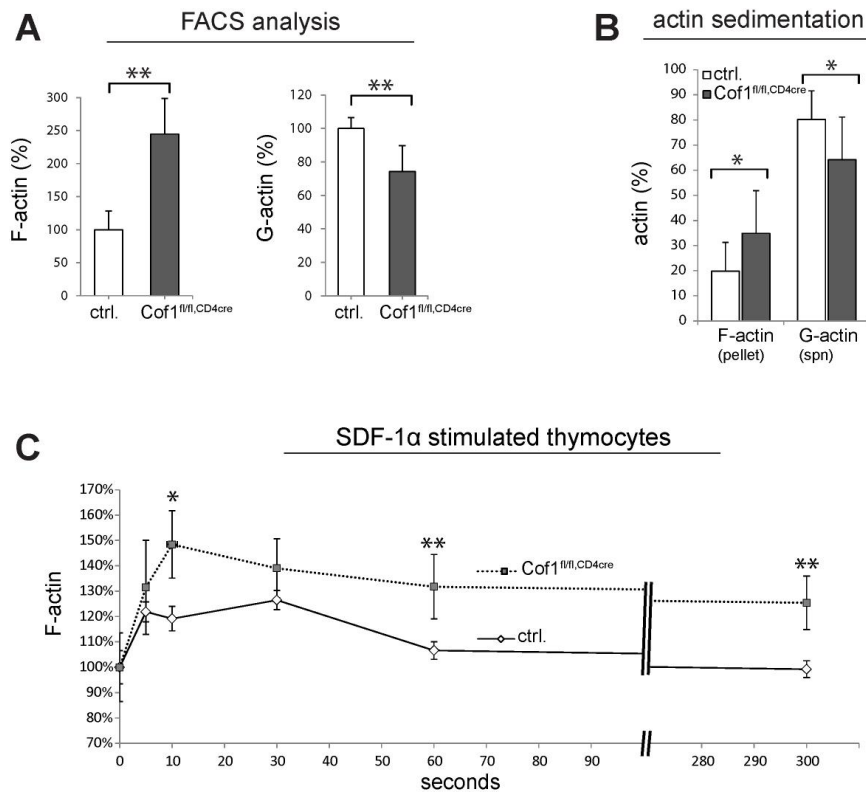 A FACS analysis
**
F-actin (%)
350
300
250
200
150
100
50
0
ctrl. Cof1fl/fl,CD4cre
**
G-actin (%)
120
100
80
60
40
20
0
ctrl. Cof1fl/fl,CD4cre
B actin sedimentation
ctrl.
Cof1fl/fl,CD4cre
*
*
actin (%)
100
90
80
70
60
50
40
30
20
10
0
F-actin G-actin
(pellet) (spn)
C SDF-1α stimulated thymocytes
F-actin
170%
160%
150%
140%
130%
120%
110%
100%
90%
80%
70%
*
**
**
Cof1fl/fl,CD4cre
ctrl.
0 10 20 30 40 50 60 70 80 90 280 290 300
seconds